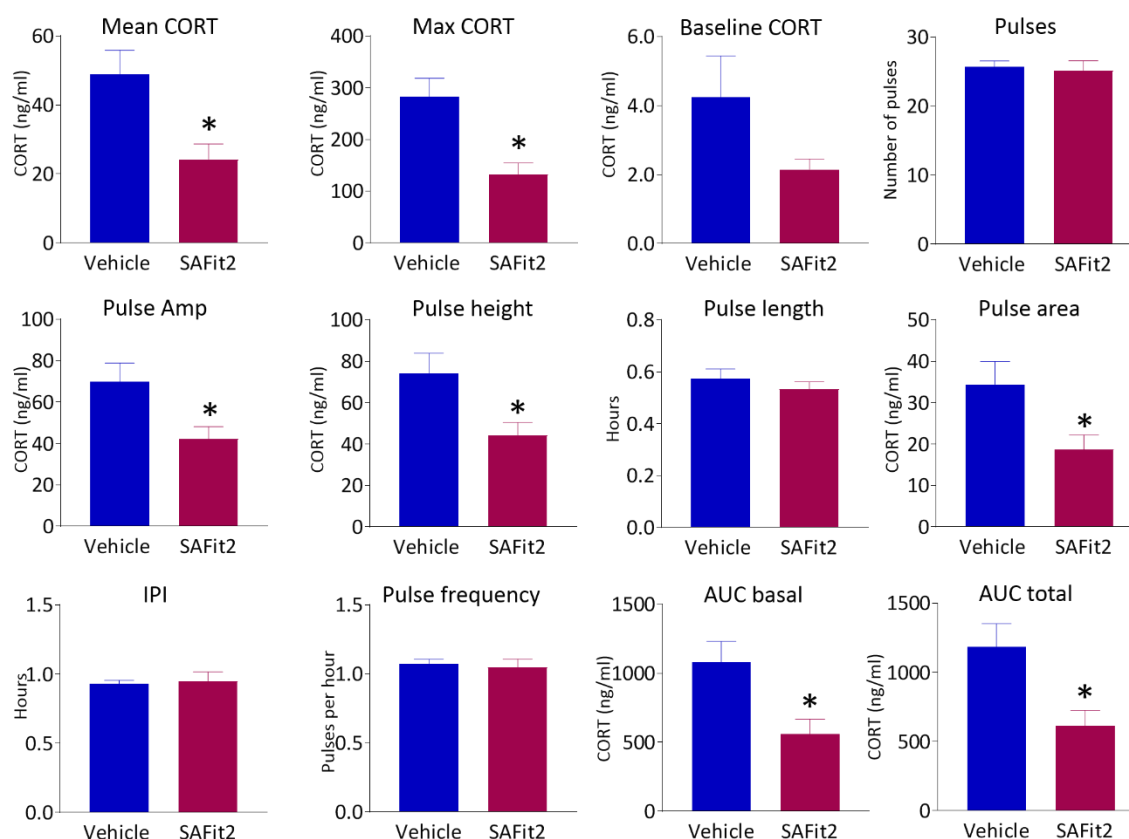 Mean CORT
CORT (ng/ml)
60
40
20
0
*
Vehicle SAFit2
Max CORT
CORT (ng/ml)
400
300
200
100
0
*
Vehicle SAFit2
Baseline CORT
CORT (ng/ml)
6.0
4.0
2.0
0.0
Vehicle SAFit2
Pulses
Number of pulses
30
20
10
0
Vehicle SAFit2
Pulse Amp
CORT (ng/ml)
100
80
60
40
20
0
*
Vehicle SAFit2
Pulse height
CORT (ng/ml)
100
80
60
40
20
0
*
Vehicle SAFit2
Pulse length
Hours
0.8
0.6
0.4
0.2
0.0
Vehicle SAFit2
Pulse area
CORT (ng/ml)
50
40
30
20
10
0
*
Vehicle SAFit2
IPI
Hours
1.5
1.0
0.5
0.0
Vehicle SAFit2
Pulse frequency
Pulses per hour
1.5
1.0
0.5
0.0
Vehicle SAFit2
AUC basal
CORT (ng/ml)
1500
1000
500
0
*
Vehicle SAFit2
AUC total
CORT (ng/ml)
1500
1000
500
0
*
Vehicle SAFit2